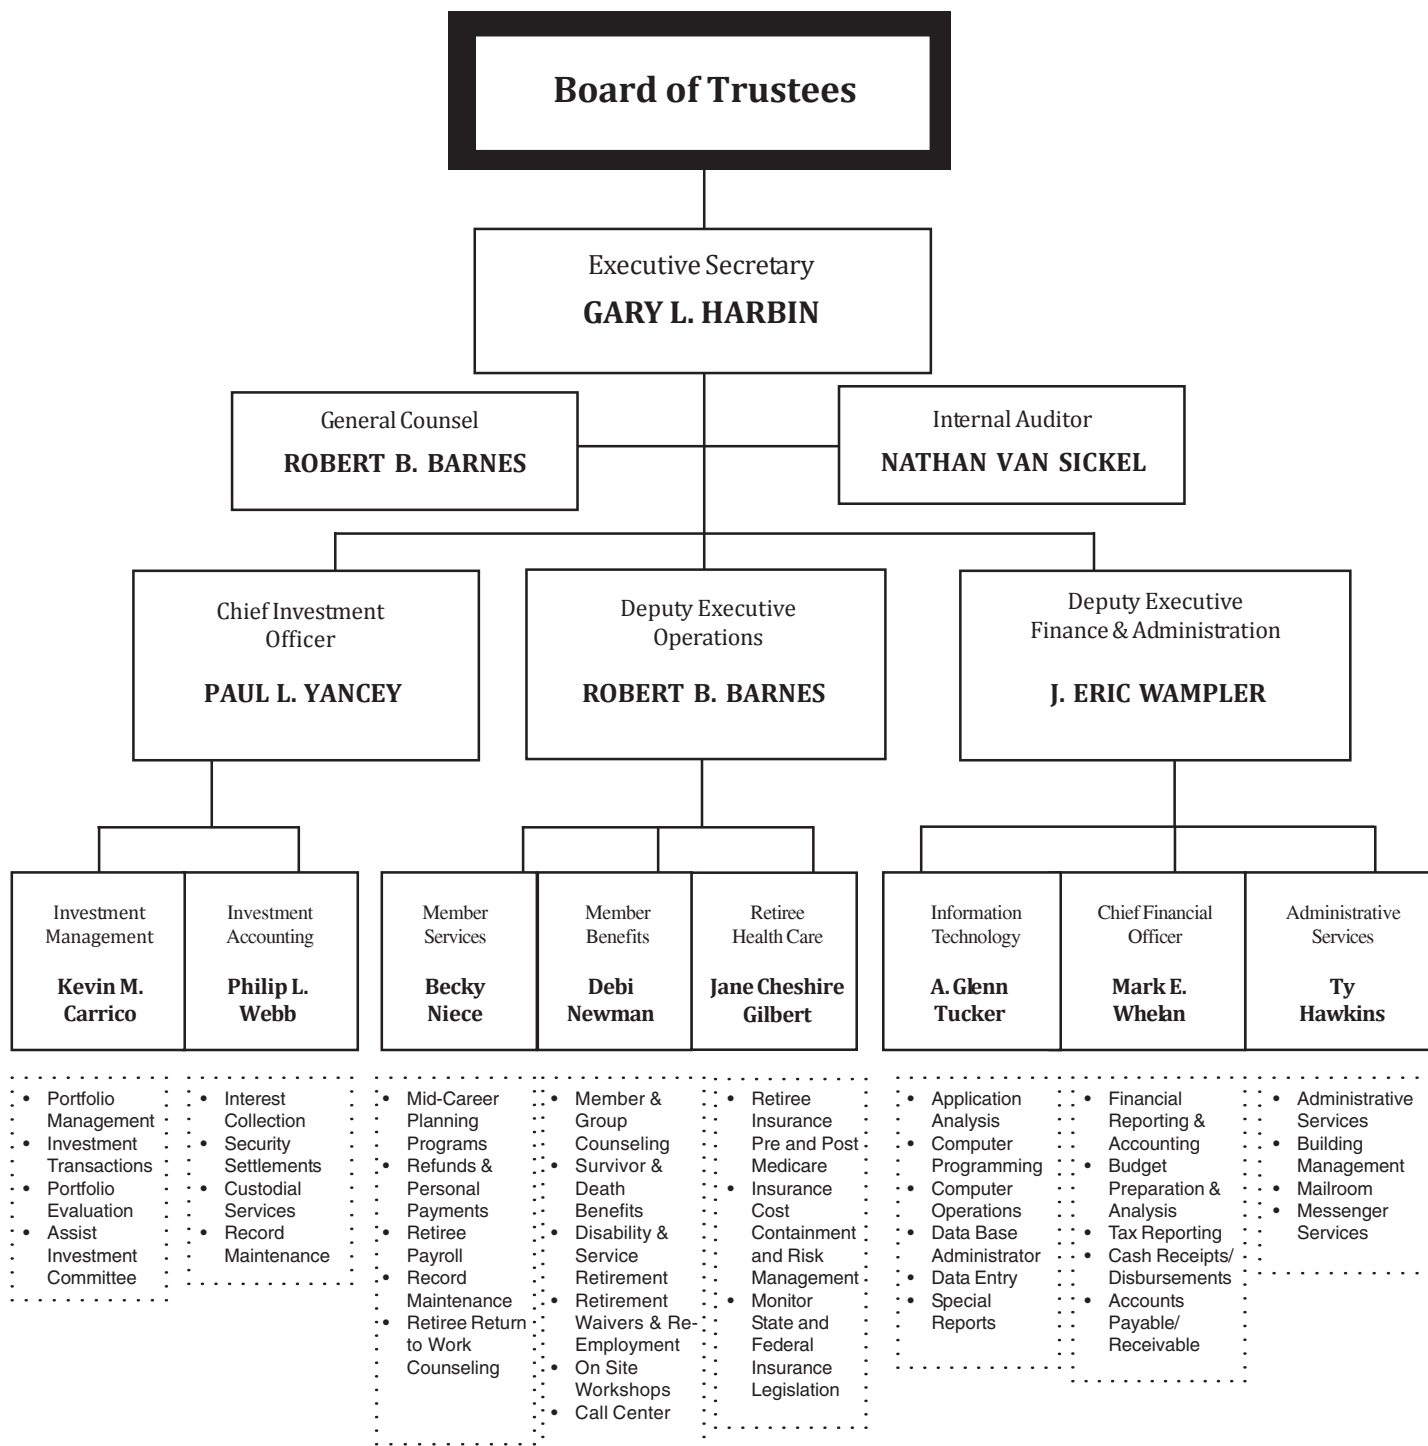 Board of Trustees
Executive Secretary
GARY L. HARBIN
General Counsel
ROBERT B. BARNES
Internal Auditor
NATHAN VAN SICKEL
Chief Investment
Officer
PAUL L. YANCEY
Deputy Executive
Operations
ROBERT B. BARNES
Deputy Executive
Finance & Administration
J. ERIC WAMPLER
Investment
Management
Kevin M.
Carrico
Investment
Accounting
Philip L.
Webb
Member
Services
Becky
Niece
Member
Benefits
Debi
Newman
Retiree
Health Care
Jane Cheshire
Gilbert
Information
Technology
A. Glenn
Tucker
Chief Financial
Officer
Mark E.
Whelan
Administrative
Services
Ty
Hawkins
• Portfolio
Management
• Investment
Transactions
• Portfolio
Evaluation
• Assist
Investment
Committee
• Interest
Collection
• Security
Settlements
• Custodial
Services
• Record
Maintenance
• Mid-Career
Planning
Programs
• Refunds &
Personal
Payments
• Retiree
Payroll
• Record
Maintenance
• Retiree Return
to Work
Counseling
• Member &
Group
Counseling
• Survivor &
Death
Benefits
• Disability &
Service
Retirement
• Retirement
Waivers & Re-
Employment
• On Site
Workshops
• Call Center
• Retiree
Insurance
Pre and Post
Medicare
• Insurance
Cost
Containment
and Risk
Management
• Monitor
State and
Federal
Insurance
Legislation
• Application
Analysis
• Computer
Programming
• Computer
Operations
• Data Base
Administrator
• Data Entry
• Special
Reports
• Financial
Reporting &
Accounting
• Budget
Preparation &
Analysis
• Tax Reporting
• Cash Receipts/
Disbursements
• Accounts
Payable/
Receivable
• Administrative
Services
• Building
Management
• Mailroom
• Messenger
Services